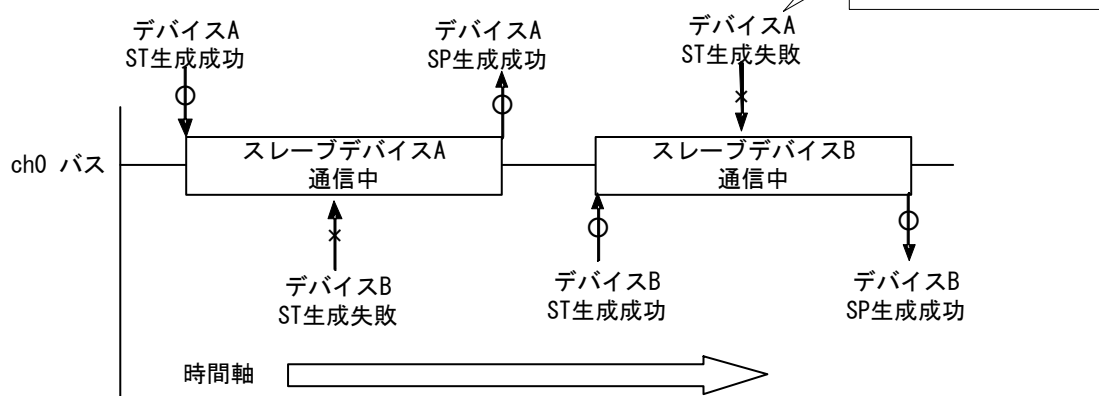 デバイスA
ST生成成功
デバイスA
SP生成成功
デバイスA
ST生成失敗
ch0 バス
スレーブデバイスA
通信中
スレーブデバイスB
通信中
デバイスB
ST生成失敗
デバイスB
ST生成成功
デバイスB
SP生成成功
時間軸